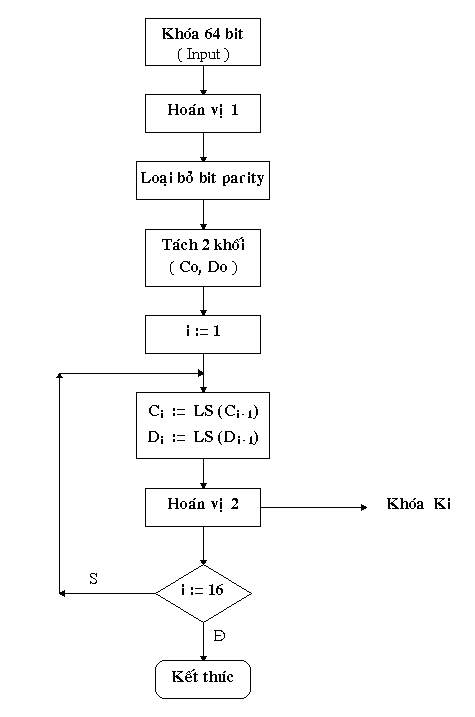 Khóa 64 bit
( Input )
Hoán vị 1
Loại bỏ bit parity
Tách 2 khối
( Co, Do )
i := 1
Ci := LS (Ci - 1)
Di := LS (Di - 1)
Hoán vị 2
Khóa Ki
i := 16
S
Đ
Kết thúc